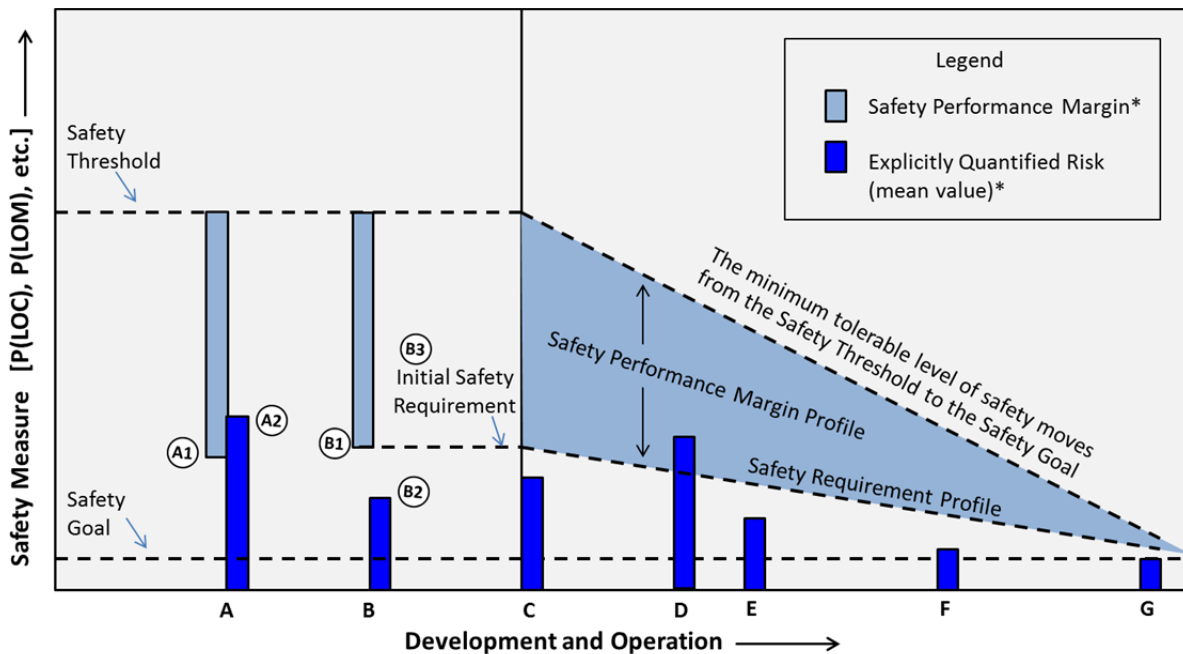 Safety Measure [P(LOC), P(LOM), etc.]
Legend
Safety Performance Margin*
Explicitly Quantified Risk
(mean value)*
Safety
Threshold
The minimum tolerable level of safety moves
from the Safety Threshold to the Safety Goal
B3
Initial Safety
Requirement
Safety Performance Margin Profile
A2
A1
B1
Safety Requirement Profile
B2
Safety
Goal
A
B
C
D
E
F
G
Development and Operation